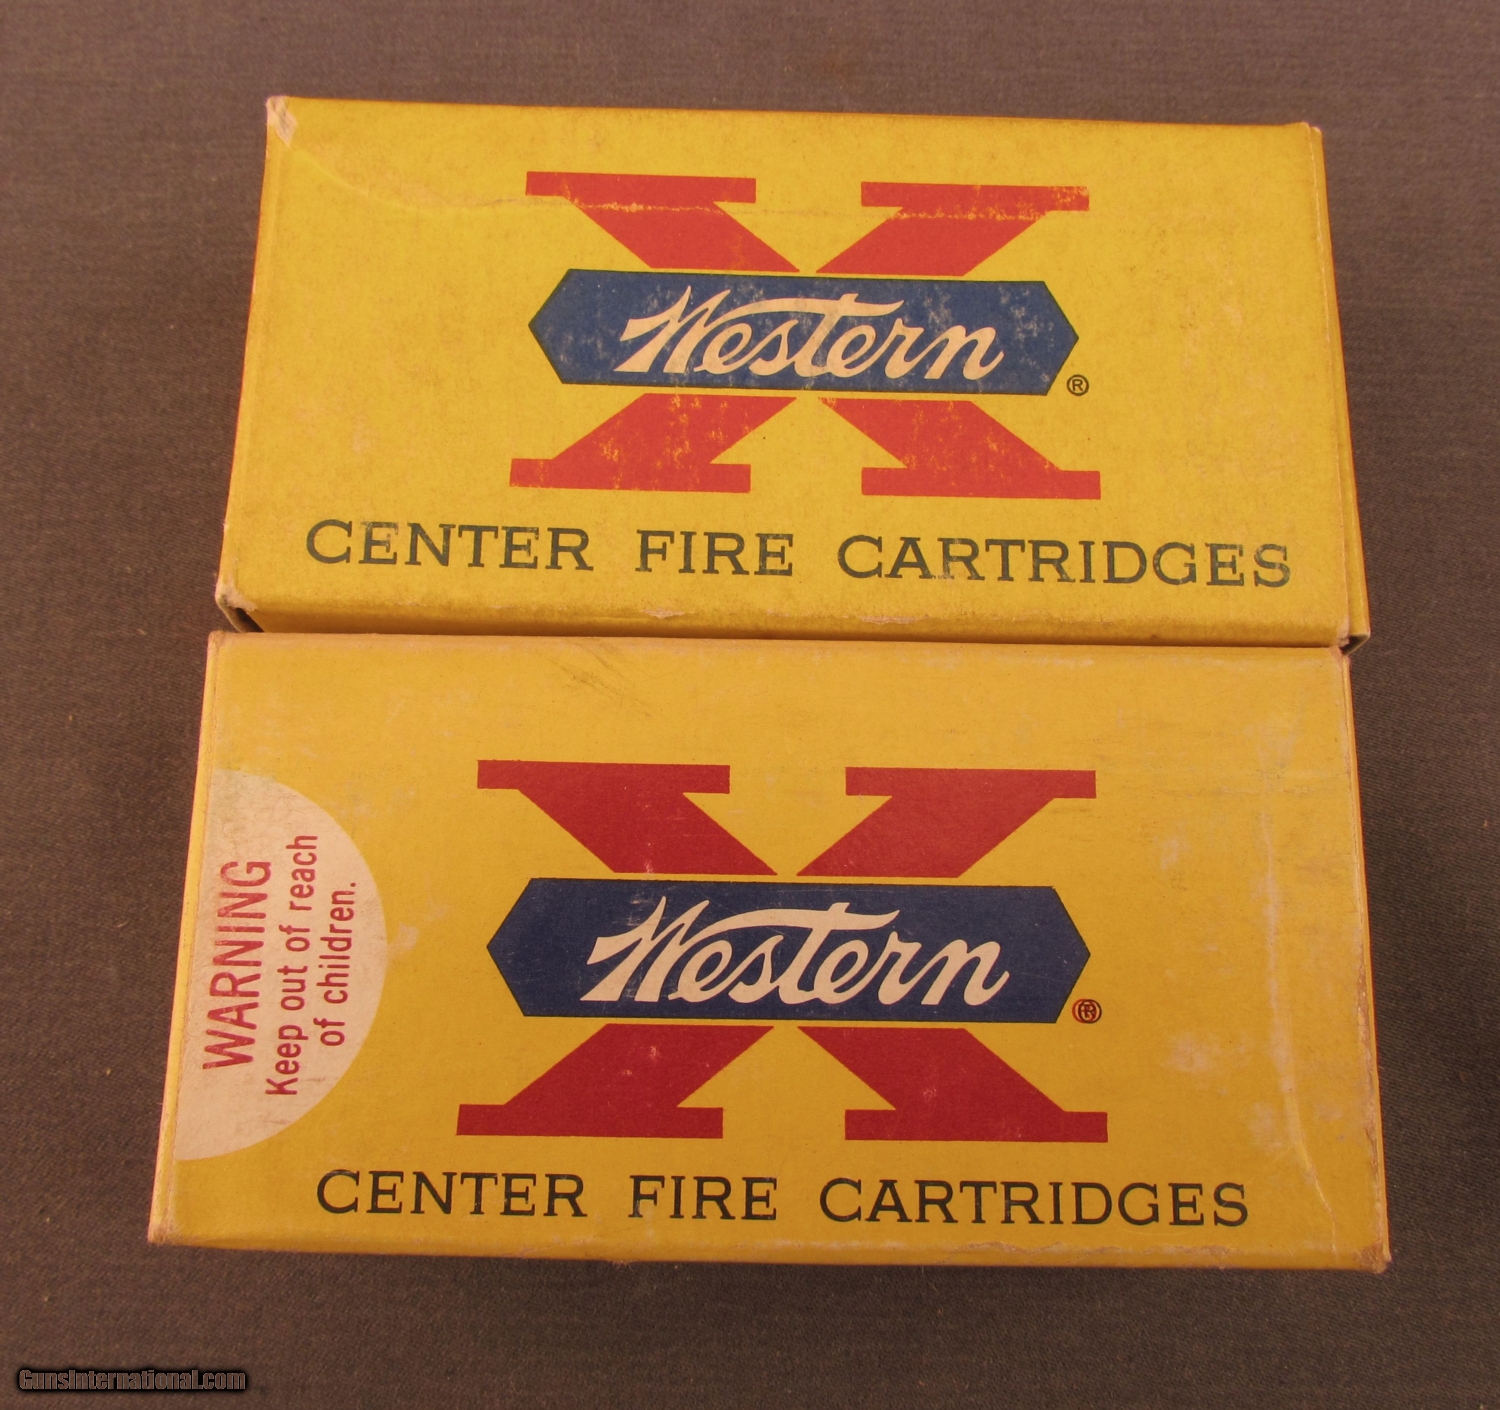 X
Western ®
CENTER FIRE CARTRIDGES
WARNING
Keep out of reach
of children.
X
Western ®
CENTER FIRE CARTRIDGES
GunsInternational.com